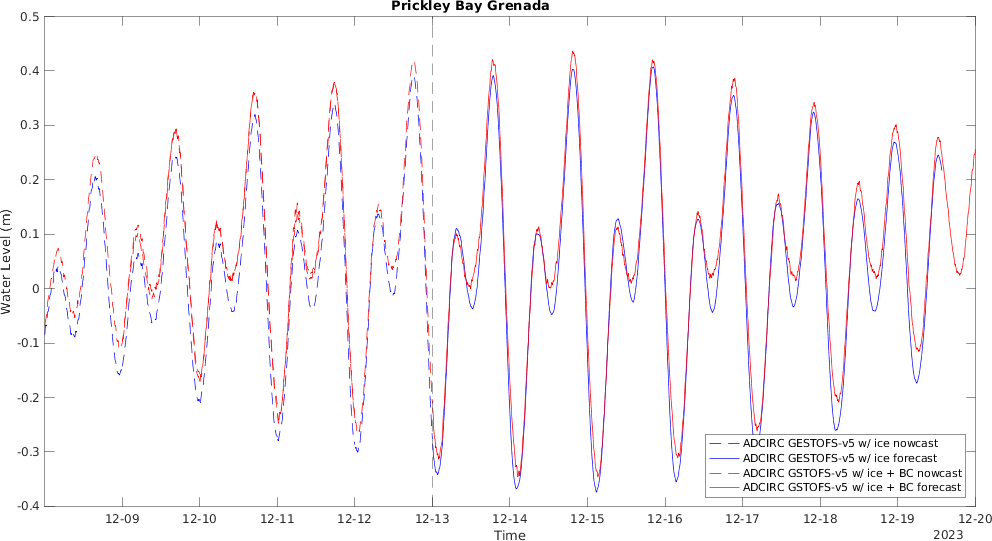 Prickley Bay Grenada
0.5
0.4
0.3
0.2
0.1
0
-0.1
-0.2
-0.3
-0.4
Water Level (m)
ADCIRC GESTOFS-v5 w/ ice nowcast
ADCIRC GESTOFS-v5 w/ ice forecast
ADCIRC GSTOFS-v5 w/ ice + BC nowcast
ADCIRC GSTOFS-v5 w/ ice + BC forecast
12-09 12-10 12-11 12-12 12-13 12-14 12-15 12-16 12-17 12-18 12-19 12-20
Time
2023